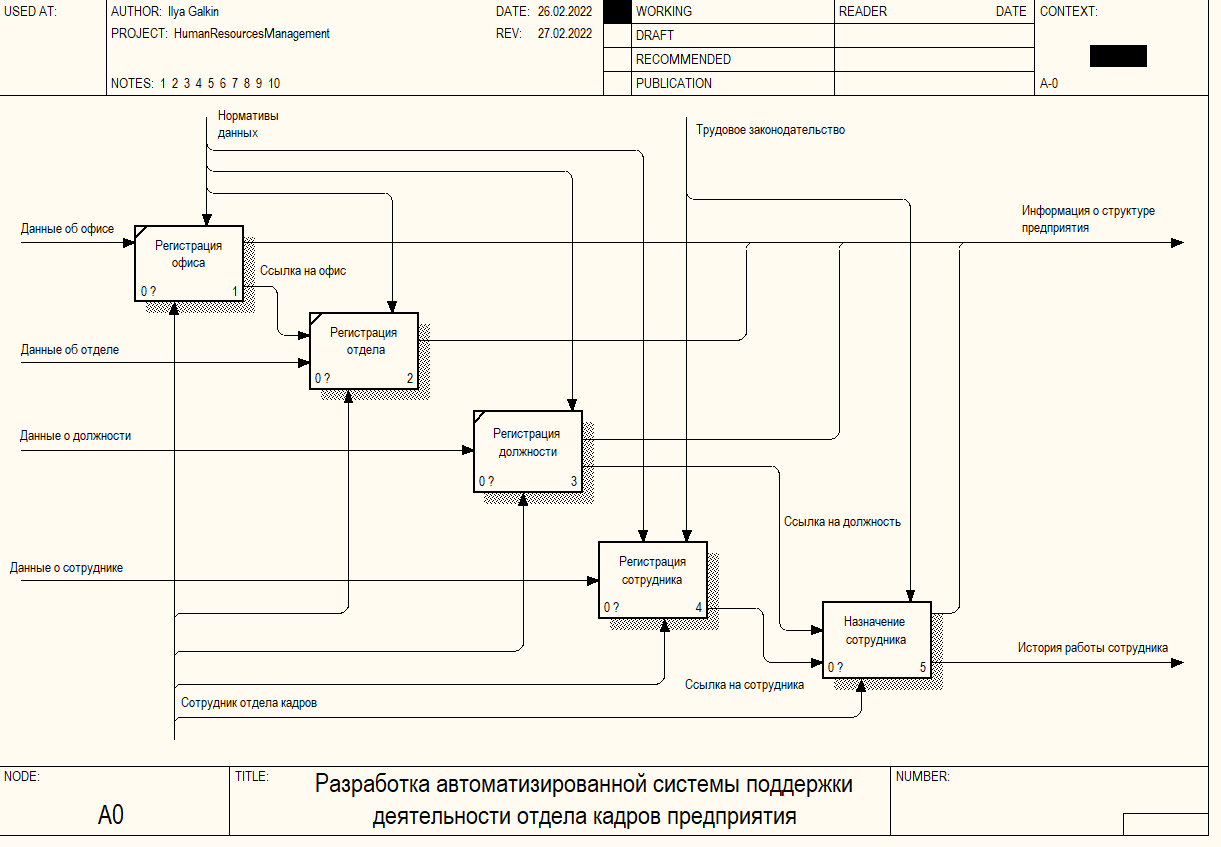 USED AT:
AUTHOR: Ilya Galkin
DATE: 26.02.2022
WORKING
READER
DATE
CONTEXT:
PROJECT: HumanResourcesManagement
REV: 27.02.2022
DRAFT
RECOMMENDED
NOTES: 1 2 3 4 5 6 7 8 9 10
PUBLICATION
A-0
Нормативы
данных
Трудовое законодательство
Данные об офисе
Информация о структуре
предприятия
Регистрация
офиса
0 ?
1
Ссылка на офис
Данные об отделе
Регистрация
отдела
0 ?
2
Данные о должности
Регистрация
должности
0 ?
3
Ссылка на должность
Данные о сотруднике
Регистрация
сотрудника
0 ?
4
Назначение
сотрудника
0 ?
5
История работы сотрудника
Ссылка на сотрудника
Сотрудник отдела кадров
NODE:
A0
TITLE:
Разработка автоматизированной системы поддержки
деятельности отдела кадров предприятия
NUMBER: